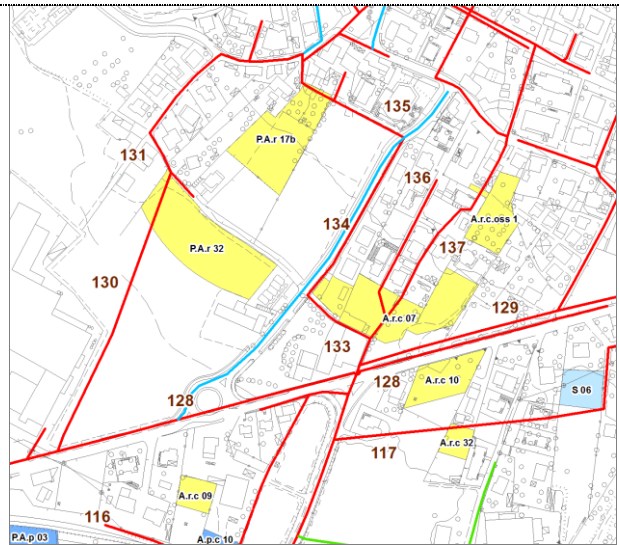 135
P.A.r 17b
131
136
A.r.c.oss 1
134
P.A.r 32
137
130
129
A.r.c 07
133
128
128
A.r.c 10
S 06
A.r.c 32
117
A.r.c 09
116
P.A.p 03
A.p.c 10